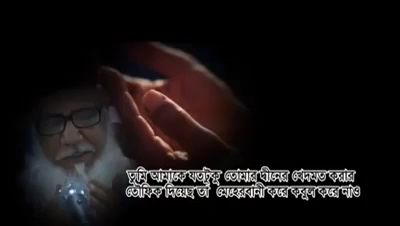 তুমি আমাকে যতটুকু তোমার দ্বীনের খেদমত করার
তৌফিক দিয়েছ তা মেহেরবানী করে কবুল করে নাও